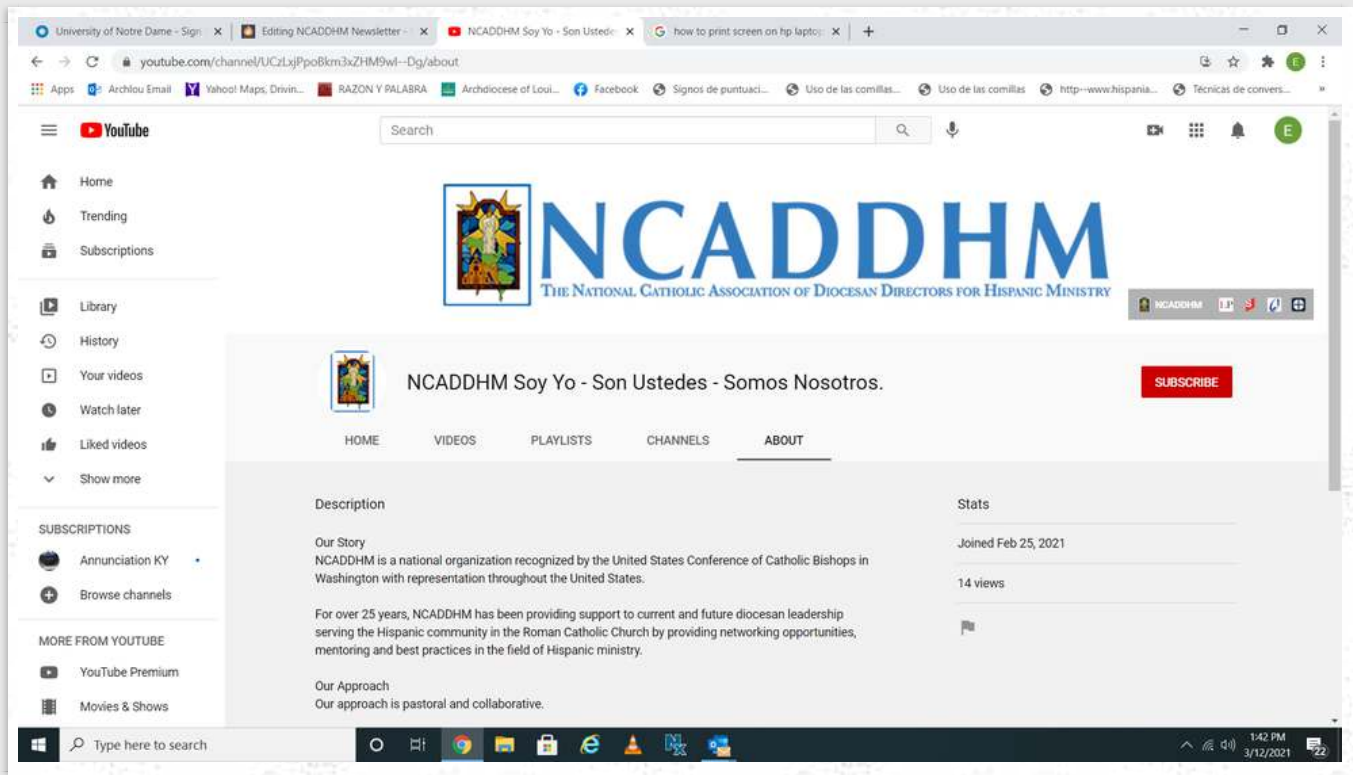 University of Notre Dame - Sign
Editing NCADDHM Newsletter -
NCADDHM Soy Yo - Son Ustede
how to print screen on hp laptop
youtube.com/channel/UCzLxjPpoBkm3xZHM9wl--Dg/about
E
Apps Archlou Email Yahoo! Maps, Drivin... RAZON Y PALABRA Archdiocese of Loui... Facebook Signos de puntuaci... Uso de las comillas... Uso de las comillas http--www.hispania... Técnicas de convers... »
YouTube
Search
E
Home
Trending
Subscriptions
Library
History
Your videos
Watch later
Liked videos
Show more
SUBSCRIPTIONS
Annunciation KY
Browse channels
MORE FROM YOUTUBE
YouTube Premium
Movies & Shows
NCADDHM
THE NATIONAL CATHOLIC ASSOCIATION OF DIOCESAN DIRECTORS FOR HISPANIC MINISTRY
NCADDHM
NCADDHM Soy Yo - Son Ustedes - Somos Nosotros.
SUBSCRIBE
HOME VIDEOS PLAYLISTS CHANNELS ABOUT
Description
Our Story
NCADDHM is a national organization recognized by the United States Conference of Catholic Bishops in
Washington with representation throughout the United States.
For over 25 years, NCADDHM has been providing support to current and future diocesan leadership
serving the Hispanic community in the Roman Catholic Church by providing networking opportunities,
mentoring and best practices in the field of Hispanic ministry.
Our Approach
Our approach is pastoral and collaborative.
Stats
Joined Feb 25, 2021
14 views
Type here to search
1:42 PM
3/12/2021
22